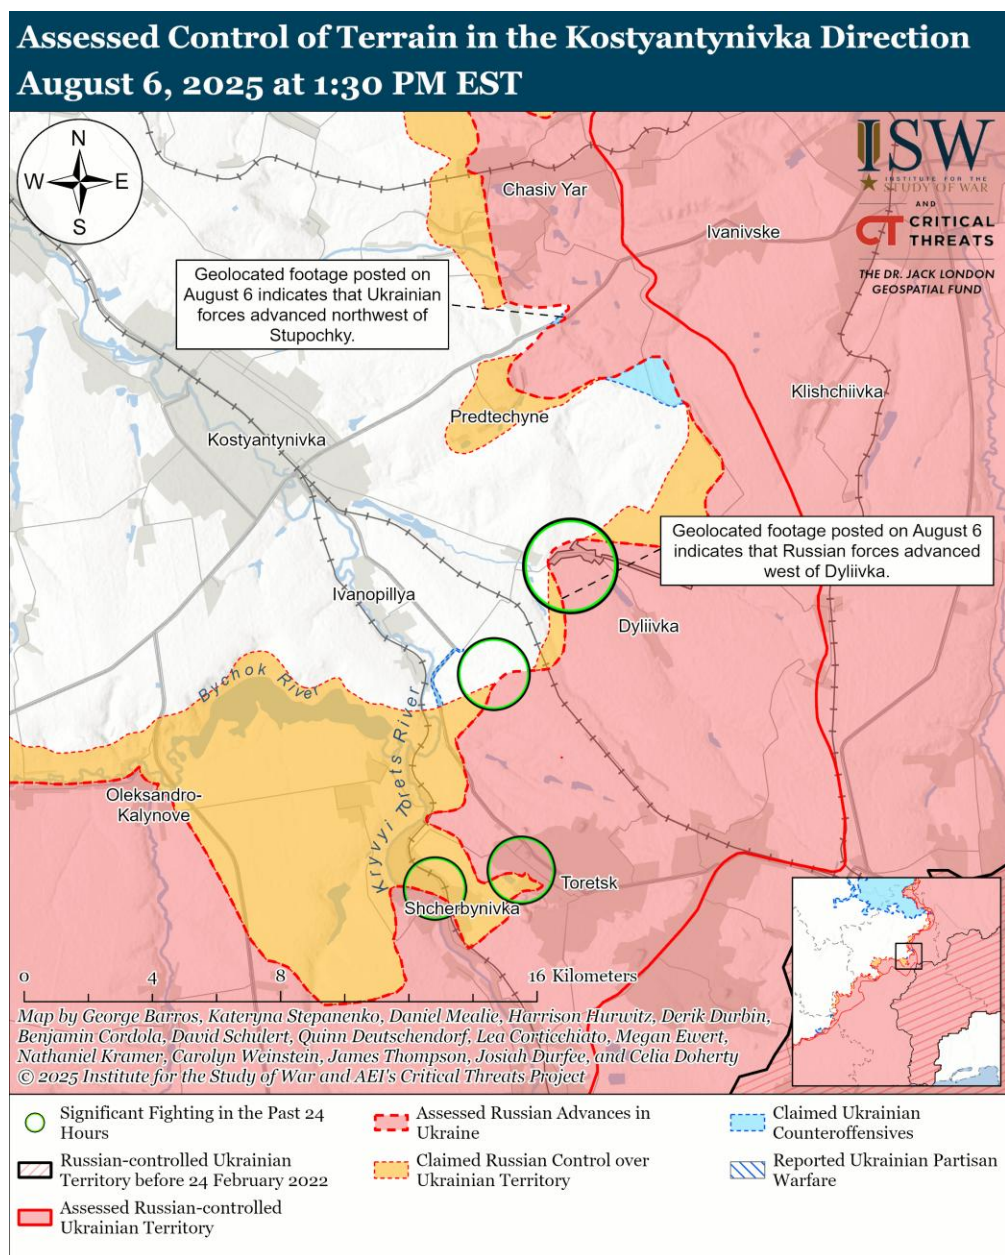 Assessed Control of Terrain in the Kostyantynivka Direction
August 6, 2025 at 1:30 PM EST
N
W
E
S
ISW
INSTITUTE FOR THE
STUDY OF WAR
AND
CT CRITICAL
THREATS
THE DR. JACK LONDON
GEOSPATIAL FUND
Chasiv Yar
Ivanivske
Geolocated footage posted on
August 6 indicates that Ukrainian
forces advanced northwest of
Stupochky.
Klishchiivka
Predtechyne
Kostyantynivka
Geolocated footage posted on August 6
indicates that Russian forces advanced
west of Dyliivka.
Ivanopillya
Dyliivka
Bychok River
Kryvyi Torets River
Oleksandro-
Kalynove
Toretsk
Shcherbynivka
0 4 8 16 Kilometers
Map by George Barros, Kateryna Stepanenko, Daniel Mealie, Harrison Hurwitz, Derik Durbin,
Benjamin Cordola, David Schulert, Quinn Deutschendorf, Lea Corticchiato, Megan Ewert,
Nathaniel Kramer, Carolyn Weinstein, James Thompson, Josiah Durfee, and Celia Doherty
© 2025 Institute for the Study of War and AEI's Critical Threats Project
Significant Fighting in the Past 24
Hours
Russian-controlled Ukrainian
Territory before 24 February 2022
Assessed Russian-controlled
Ukrainian Territory
Assessed Russian Advances in
Ukraine
Claimed Russian Control over
Ukrainian Territory
Claimed Ukrainian
Counteroffensives
Reported Ukrainian Partisan
Warfare